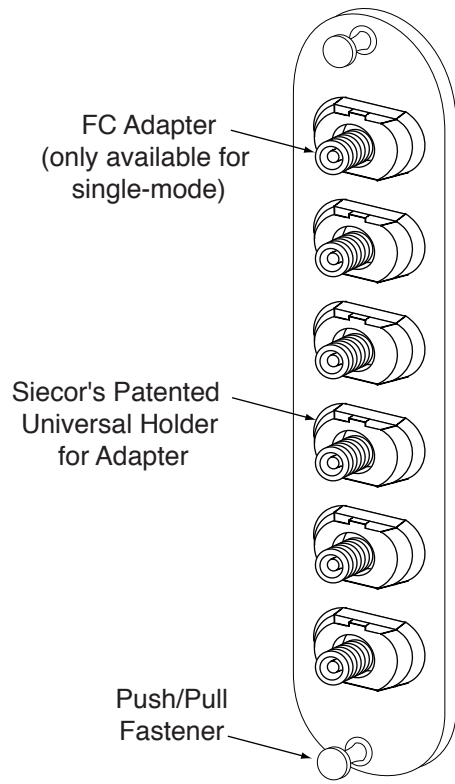 FC Adapter
(only available for
single-mode)
Siecor's Patented
Universal Holder
for Adapter
Push/Pull
Fastener